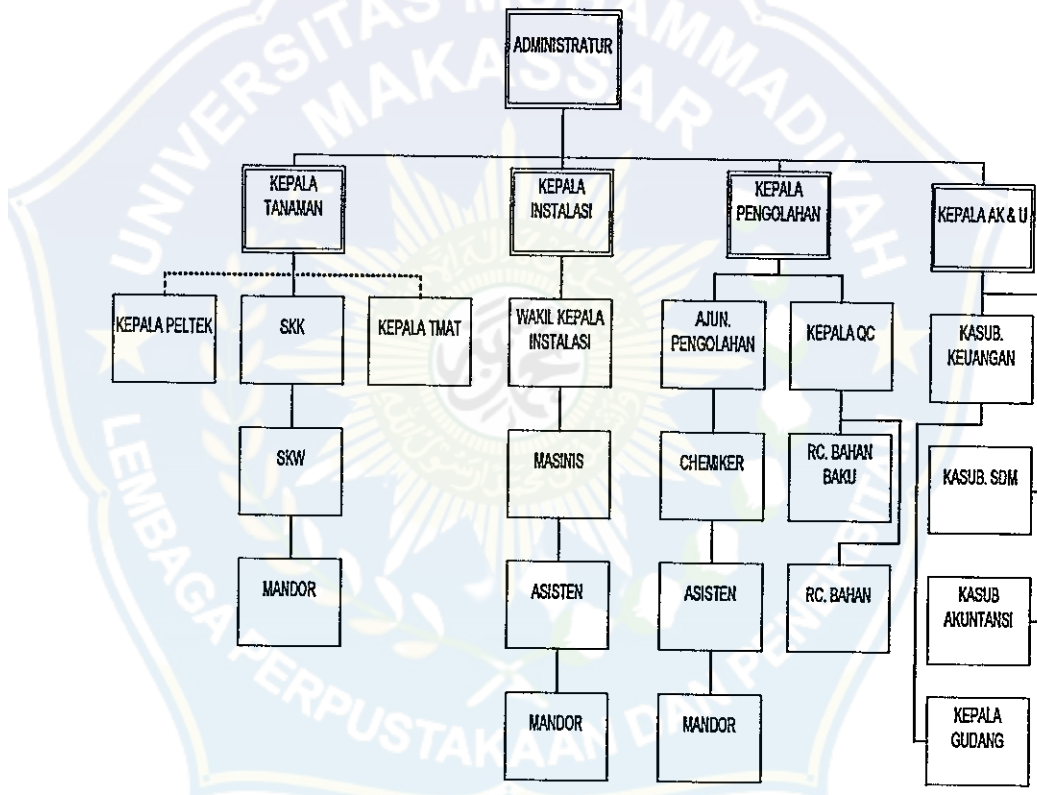 ADMINISTRATUR
KEPALA
TANAMAN
KEPALA
INSTALASI
KEPALA
PENGOLAHAN
KEPALA AK & U
KEPALA PELTEK
SKK
KEPALA TMAT
WAKIL KEPALA
INSTALASI
AJUN.
PENGOLAHAN
KEPALA QC
KASUB.
KEUANGAN
SKW
MASINIS
CHEMIKER
RC. BAHAN
BAKU
KASUB. SDM
MANDOR
ASISTEN
ASISTEN
RC. BAHAN
KASUB
AKUNTANSI
MANDOR
MANDOR
KEPALA
GUDANG
UNIVERSITAS MUHAMMADIYAH
MAKASSAR
LEMBAGA PERPUSTAKAAN DAN PENERBITAN